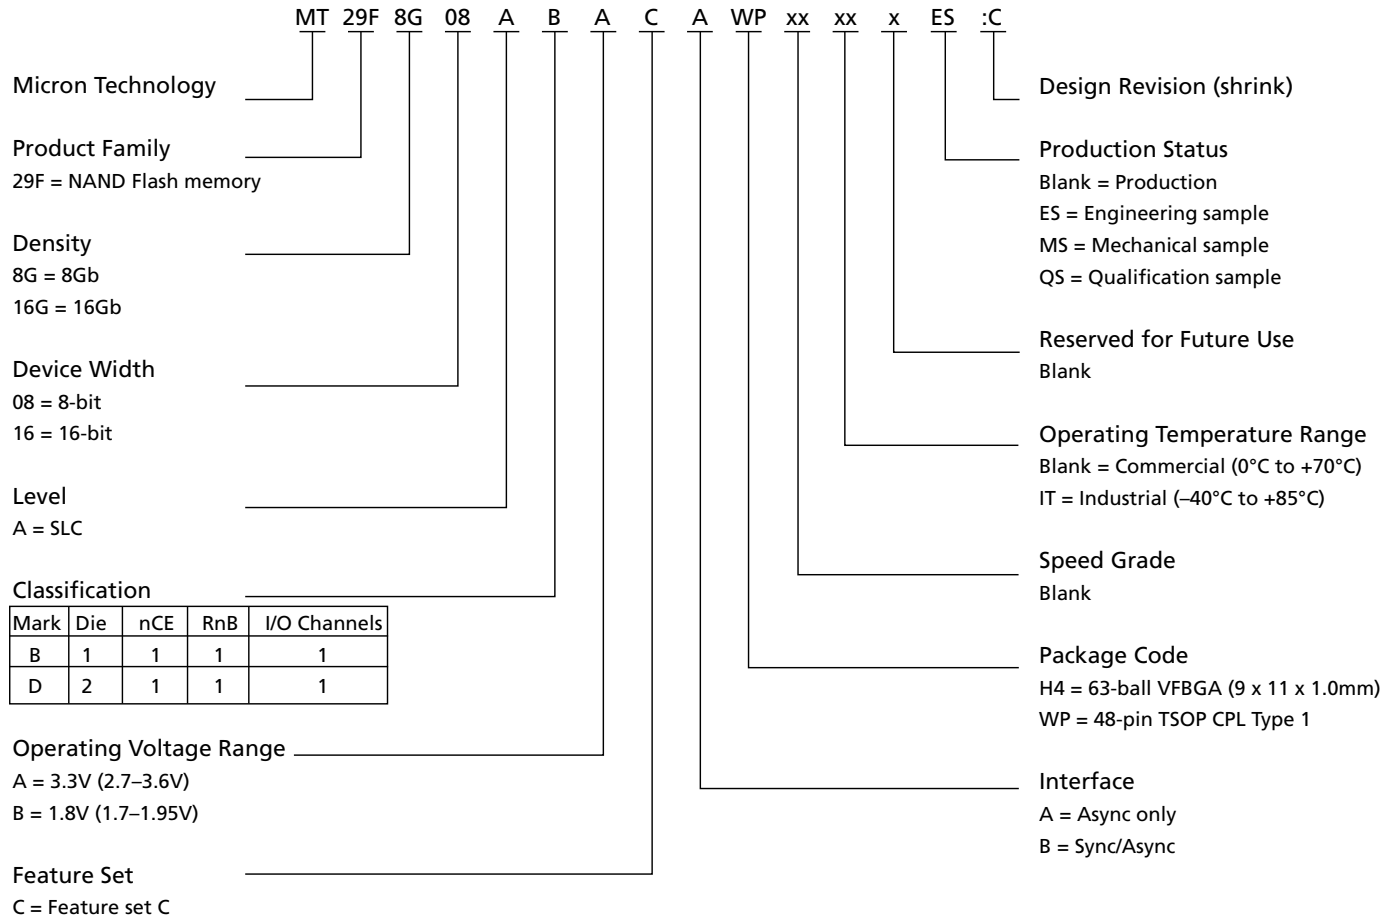 MT 29F 8G 08 A B A C A WP xx xx x ES :C
Micron Technology
Product Family
29F = NAND Flash memory
Density
8G = 8Gb
16G = 16Gb
Device Width
08 = 8-bit
16 = 16-bit
Level
A = SLC
Classification
Mark Die nCE RnB I/O Channels
B 1 1 1 1
D 2 1 1 1
Operating Voltage Range
A = 3.3V (2.7–3.6V)
B = 1.8V (1.7–1.95V)
Feature Set
C = Feature set C
Design Revision (shrink)
Production Status
Blank = Production
ES = Engineering sample
MS = Mechanical sample
QS = Qualification sample
Reserved for Future Use
Blank
Operating Temperature Range
Blank = Commercial (0°C to +70°C)
IT = Industrial (–40°C to +85°C)
Speed Grade
Blank
Package Code
H4 = 63-ball VFBGA (9 x 11 x 1.0mm)
WP = 48-pin TSOP CPL Type 1
Interface
A = Async only
B = Sync/Async